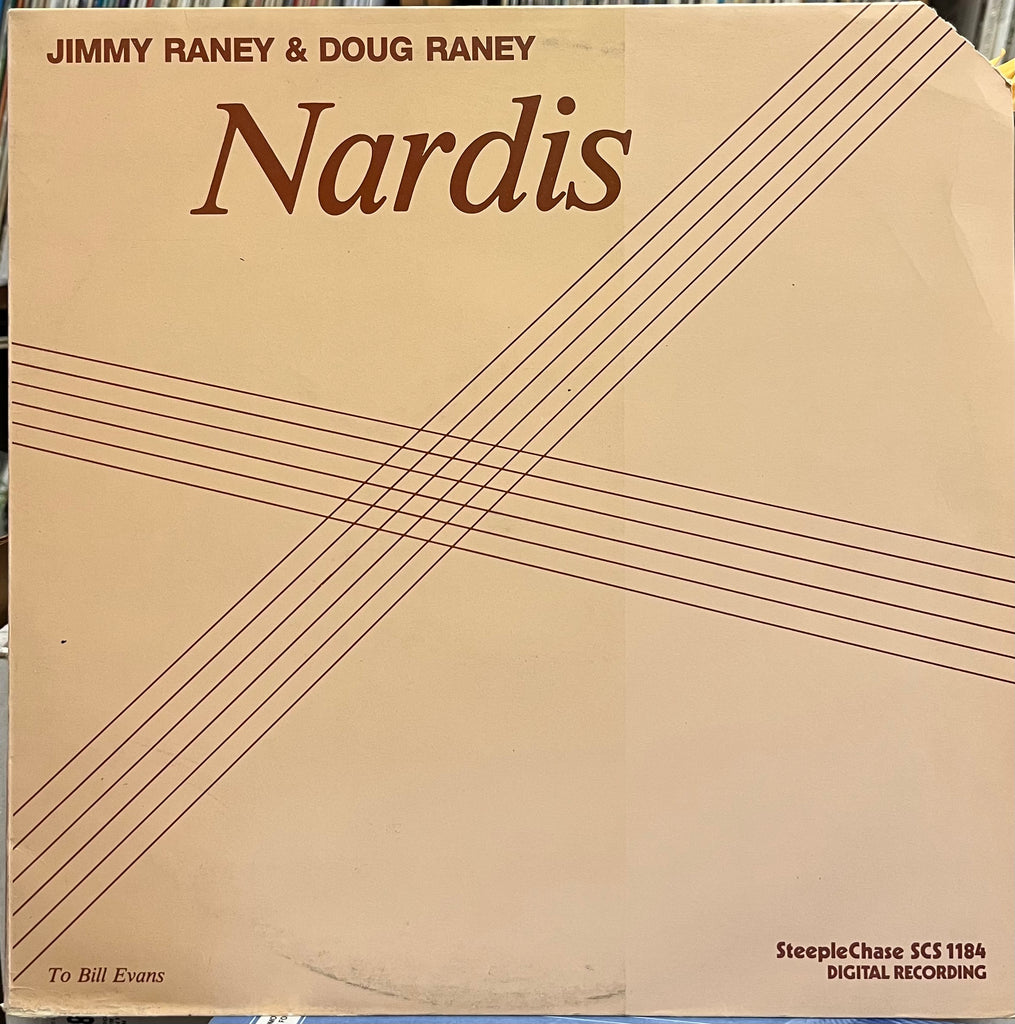 JIMMY RANEY & DOUG RANEY
Nardis
To Bill Evans
SteepleChase SCS 1184
DIGITAL RECORDING